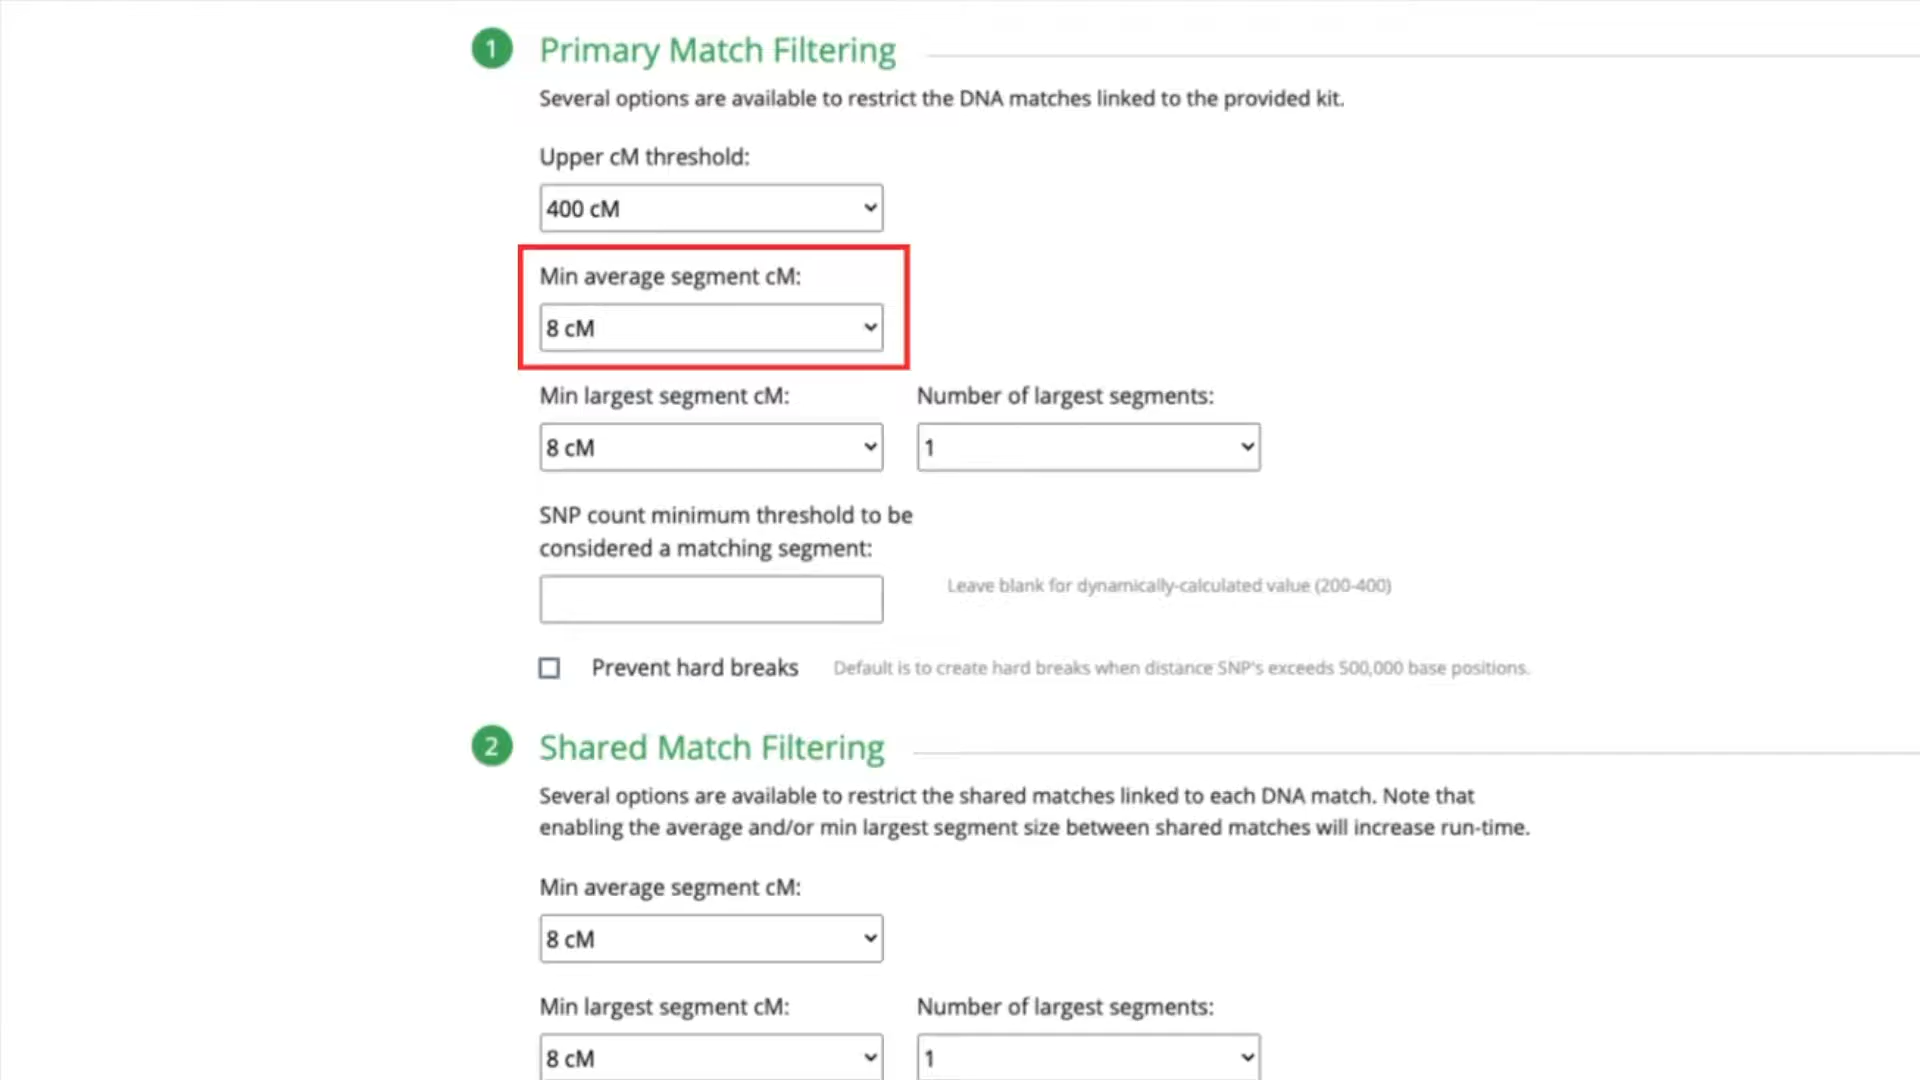 1 Primary Match Filtering
Several options are available to restrict the DNA matches linked to the provided kit.
Upper cM threshold:
400 cM
Min average segment cM:
8 cM
Min largest segment cM: Number of largest segments:
8 cM 1
SNP count minimum threshold to be
considered a matching segment:
Leave blank for dynamically-calculated value (200-400)
Prevent hard breaks Default is to create hard breaks when distance SNP's exceeds 500,000 base positions.
2 Shared Match Filtering
Several options are available to restrict the shared matches linked to each DNA match. Note that
enabling the average and/or min largest segment size between shared matches will increase run-time.
Min average segment cM:
8 cM
Min largest segment cM: Number of largest segments:
8 cM 1